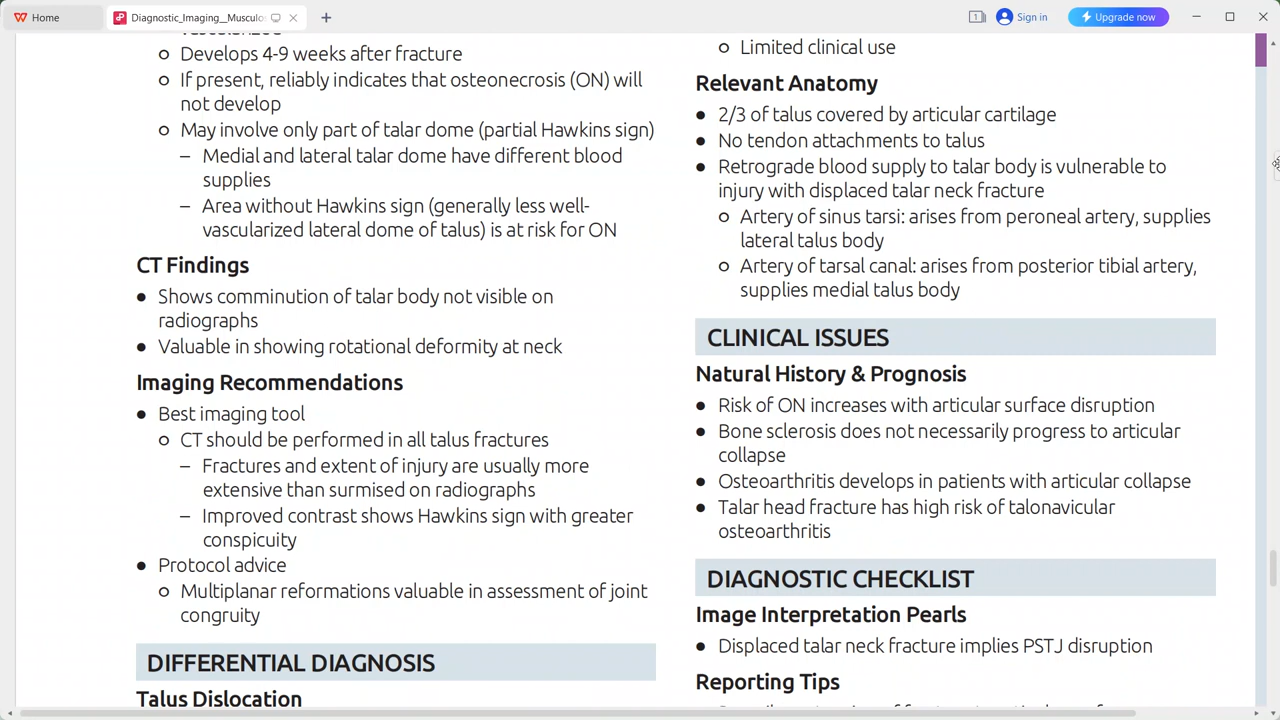 Home
Diagnostic_Imaging__Musculos
1
Sign in
Upgrade now
Develops 4-9 weeks after fracture
If present, reliably indicates that osteonecrosis (ON) will
not develop
May involve only part of talar dome (partial Hawkins sign)
– Medial and lateral talar dome have different blood
supplies
– Area without Hawkins sign (generally less well-
vascularized lateral dome of talus) is at risk for ON
CT Findings
• Shows comminution of talar body not visible on
radiographs
• Valuable in showing rotational deformity at neck
Imaging Recommendations
• Best imaging tool
CT should be performed in all talus fractures
– Fractures and extent of injury are usually more
extensive than surmised on radiographs
– Improved contrast shows Hawkins sign with greater
conspicuity
• Protocol advice
Multiplanar reformations valuable in assessment of joint
congruity
DIFFERENTIAL DIAGNOSIS
Talus Dislocation
Limited clinical use
Relevant Anatomy
• 2/3 of talus covered by articular cartilage
• No tendon attachments to talus
• Retrograde blood supply to talar body is vulnerable to
injury with displaced talar neck fracture
Artery of sinus tarsi: arises from peroneal artery, supplies
lateral talus body
Artery of tarsal canal: arises from posterior tibial artery,
supplies medial talus body
CLINICAL ISSUES
Natural History & Prognosis
• Risk of ON increases with articular surface disruption
• Bone sclerosis does not necessarily progress to articular
collapse
• Osteoarthritis develops in patients with articular collapse
• Talar head fracture has high risk of talonavicular
osteoarthritis
DIAGNOSTIC CHECKLIST
Image Interpretation Pearls
• Displaced talar neck fracture implies PSTJ disruption
Reporting Tips